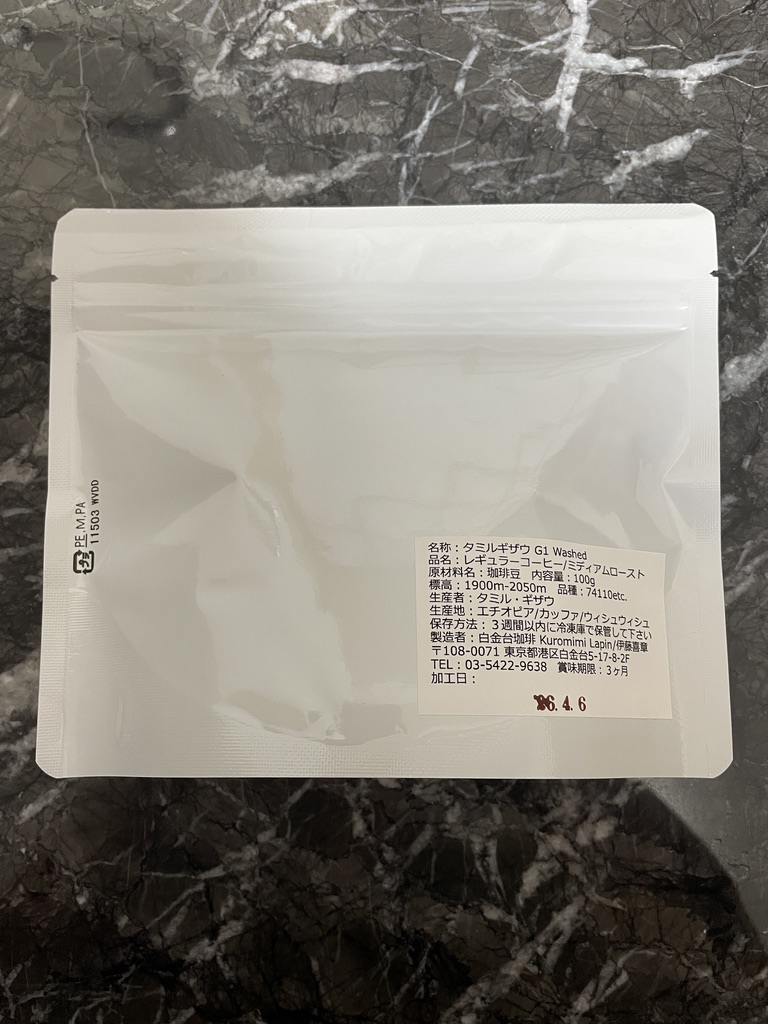 PE,M,PA
11503 WVDD
プラ
名称：タミルギザウ G1 Washed
品名：レギュラーコーヒー/ミディアムロースト
原材料名：珈琲豆　内容量：100g
標高：1900m-2050m　品種：74110etc.
生産者：タミル・ギザウ
生産地：エチオピア/カッファ/ウィシュウィシュ
保存方法：３週間以内に冷凍庫で保管して下さい
製造者：白金台珈琲 Kuromimi Lapin/伊藤喜章
〒108-0071 東京都港区白金台5-17-8-2F
TEL：03-5422-9638　賞味期限：3ヶ月
加工日：
26.4.6